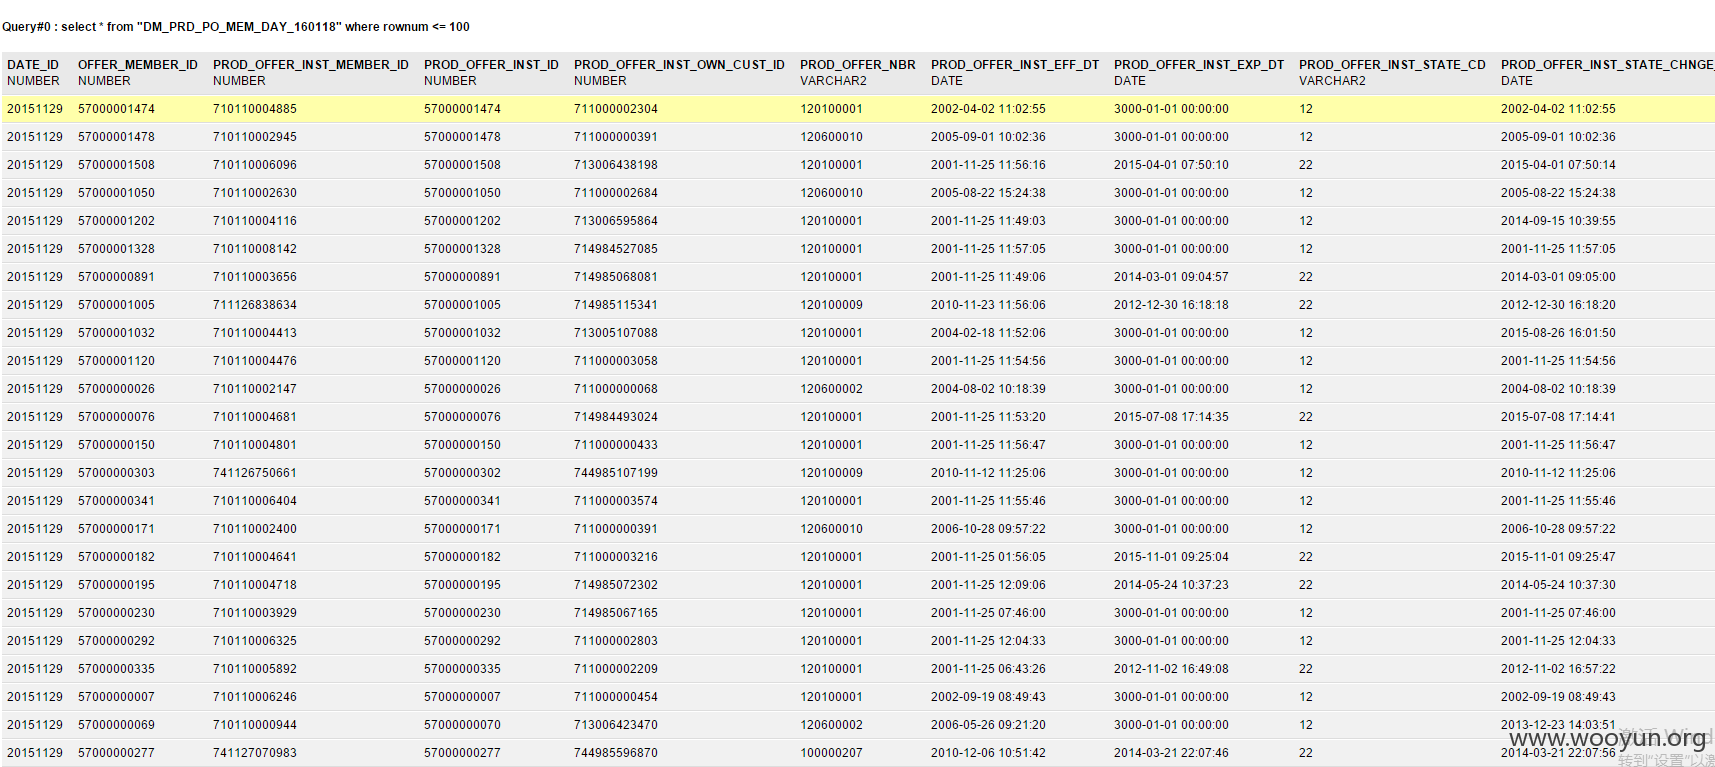 Query#0 : select * from "DM_PRD_PO_MEM_DAY_160118" where rownum <= 100
DATE_ID OFFER_MEMBER_ID PROD_OFFER_INST_MEMBER_ID PROD_OFFER_INST_ID PROD_OFFER_INST_OWN_CUST_ID PROD_OFFER_NBR PROD_OFFER_INST_EFF_DT PROD_OFFER_INST_EXP_DT PROD_OFFER_INST_STATE_CD PROD_OFFER_INST_STATE_CHNGE_
NUMBER NUMBER NUMBER NUMBER NUMBER VARCHAR2 DATE DATE VARCHAR2 DATE
20151129 57000001474 710110004885 57000001474 711000002304 120100001 2002-04-02 11:02:55 3000-01-01 00:00:00 12 2002-04-02 11:02:55
20151129 57000001478 710110002945 57000001478 711000000391 120600010 2005-09-01 10:02:36 3000-01-01 00:00:00 12 2005-09-01 10:02:36
20151129 57000001508 710110006096 57000001508 713006438198 120100001 2001-11-25 11:56:16 2015-04-01 07:50:10 22 2015-04-01 07:50:14
20151129 57000001050 710110002630 57000001050 711000002684 120600010 2005-08-22 15:24:38 3000-01-01 00:00:00 12 2005-08-22 15:24:38
20151129 57000001202 710110004116 57000001202 713006595864 120100001 2001-11-25 11:49:03 3000-01-01 00:00:00 12 2014-09-15 10:39:55
20151129 57000001328 710110008142 57000001328 714984527085 120100001 2001-11-25 11:57:05 3000-01-01 00:00:00 12 2001-11-25 11:57:05
20151129 57000000891 710110003656 57000000891 714985068081 120100001 2001-11-25 11:49:06 2014-03-01 09:04:57 22 2014-03-01 09:05:00
20151129 57000001005 711126838634 57000001005 714985115341 120100009 2010-11-23 11:56:06 2012-12-30 16:18:18 22 2012-12-30 16:18:20
20151129 57000001032 710110004413 57000001032 713005107088 120100001 2004-02-18 11:52:06 3000-01-01 00:00:00 12 2015-08-26 16:01:50
20151129 57000001120 710110004476 57000001120 711000003058 120100001 2001-11-25 11:54:56 3000-01-01 00:00:00 12 2001-11-25 11:54:56
20151129 57000000026 710110002147 57000000026 711000000068 120600002 2004-08-02 10:18:39 3000-01-01 00:00:00 12 2004-08-02 10:18:39
20151129 57000000076 710110004681 57000000076 714984493024 120100001 2001-11-25 11:53:20 2015-07-08 17:14:35 22 2015-07-08 17:14:41
20151129 57000000150 710110004801 57000000150 711000000433 120100001 2001-11-25 11:56:47 3000-01-01 00:00:00 12 2001-11-25 11:56:47
20151129 57000000303 741126750661 57000000302 744985107199 120100009 2010-11-12 11:25:06 3000-01-01 00:00:00 12 2010-11-12 11:25:06
20151129 57000000341 710110006404 57000000341 711000003574 120100001 2001-11-25 11:55:46 3000-01-01 00:00:00 12 2001-11-25 11:55:46
20151129 57000000171 710110002400 57000000171 711000000391 120600010 2006-10-28 09:57:22 3000-01-01 00:00:00 12 2006-10-28 09:57:22
20151129 57000000182 710110004641 57000000182 711000003216 120100001 2001-11-25 01:56:05 2015-11-01 09:25:04 22 2015-11-01 09:25:47
20151129 57000000195 710110004718 57000000195 714985072302 120100001 2001-11-25 12:09:06 2014-05-24 10:37:23 22 2014-05-24 10:37:30
20151129 57000000230 710110003929 57000000230 714985067165 120100001 2001-11-25 07:46:00 3000-01-01 00:00:00 12 2001-11-25 07:46:00
20151129 57000000292 710110006325 57000000292 711000002803 120100001 2001-11-25 12:04:33 3000-01-01 00:00:00 12 2001-11-25 12:04:33
20151129 57000000335 710110005892 57000000335 711000002209 120100001 2001-11-25 06:43:26 2012-11-02 16:49:08 22 2012-11-02 16:57:22
20151129 57000000007 710110006246 57000000007 711000000454 120100001 2002-09-19 08:49:43 3000-01-01 00:00:00 12 2002-09-19 08:49:43
20151129 57000000069 710110000944 57000000070 713006423470 120600002 2006-05-26 09:21:20 3000-01-01 00:00:00 12 2013-12-23 14:03:51
20151129 57000000277 741127070983 57000000277 744985596870 100000207 2010-12-06 10:51:42 2014-03-21 22:07:46 22 2014-03-21 22:07:56
www.wooyun.org
激活 Wind
转到"设置"以激